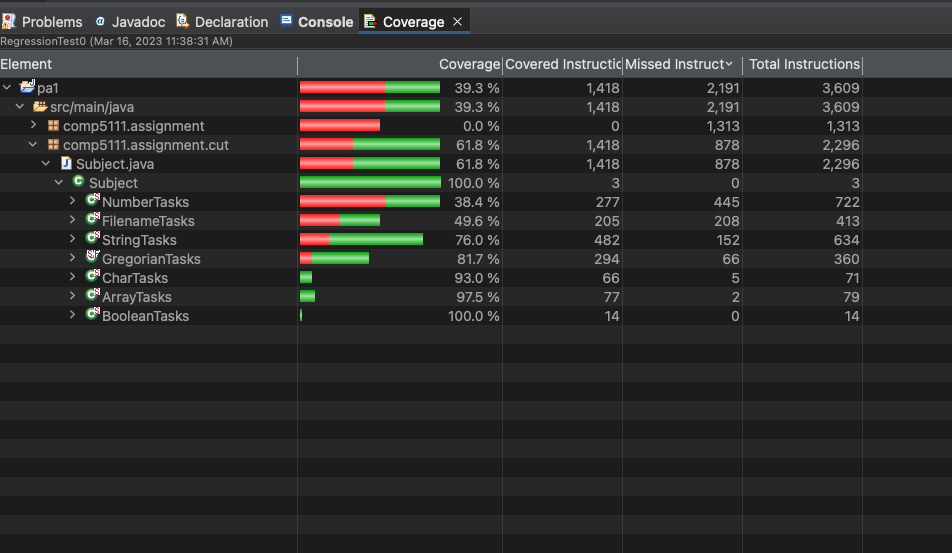 Problems Javadoc Declaration Console Coverage
RegressionTest0 (Mar 16, 2023 11:38:31 AM)
Element Coverage Covered Instructic Missed Instruct Total Instructions
pa1 39.3 % 1,418 2,191 3,609
src/main/java 39.3 % 1,418 2,191 3,609
comp5111.assignment 0.0 % 0 1,313 1,313
comp5111.assignment.cut 61.8 % 1,418 878 2,296
Subject.java 61.8 % 1,418 878 2,296
Subject 100.0 % 3 0 3
NumberTasks 38.4 % 277 445 722
FilenameTasks 49.6 % 205 208 413
StringTasks 76.0 % 482 152 634
GregorianTasks 81.7 % 294 66 360
CharTasks 93.0 % 66 5 71
ArrayTasks 97.5 % 77 2 79
BooleanTasks 100.0 % 14 0 14